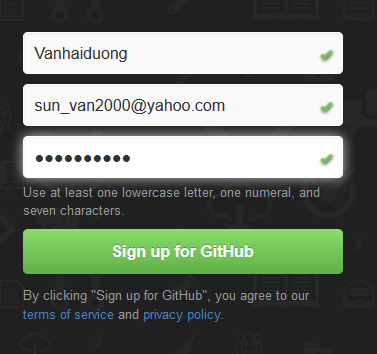 Vanhaiduong
sun_van2000@yahoo.com
●●●●●●●●●●
Use at least one lowercase letter, one numeral, and
seven characters.
Sign up for GitHub
By clicking "Sign up for GitHub", you agree to our
terms of service and privacy policy.